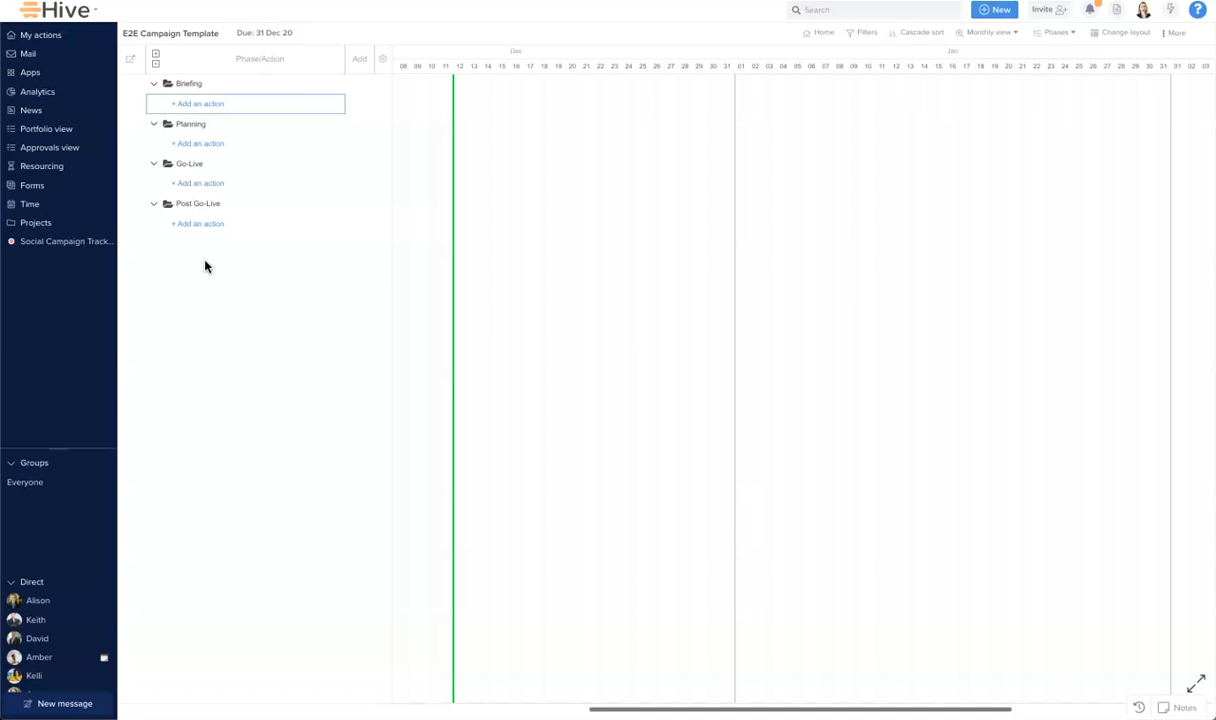 Hive
Search
New
Invite
?
My actions
Mail
Apps
Analytics
News
Portfolio view
Approvals view
Resourcing
Forms
Time
Projects
Social Campaign Track...
Groups
Everyone
Direct
Alison
Keith
David
Amber
Kelli
New message
E2E Campaign Template
Due: 31 Dec 20
Home
Filters
Cascade sort
Monthly view
Phases
Change layout
More
Phase/Action
Add
Dec
Jan
08 09 10 11 12 13 14 15 16 17 18 19 20 21 22 23 24 25 26 27 28 29 30 31 01 02 03 04 05 06 07 08 09 10 11 12 13 14 15 16 17 18 19 20 21 22 23 24 25 26 27 28 29 30 31 01 02 03
Briefing
+ Add an action
Planning
+ Add an action
Go-Live
+ Add an action
Post Go-Live
+ Add an action
Notes